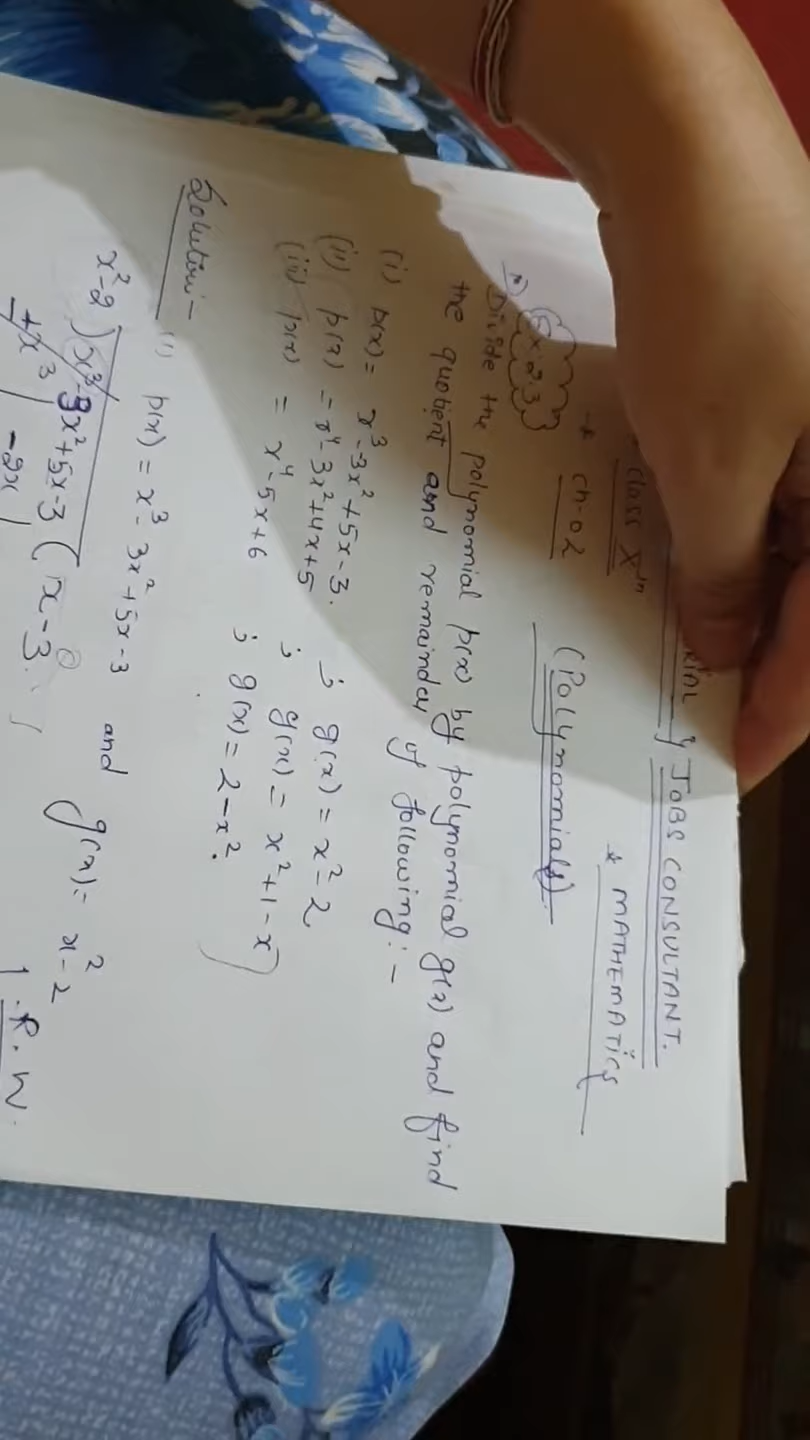 & JOBS CONSULTANT.
* Class Xth * MATHEMATICS
* Ch-02 (Polynomials).
Ex. 2.3
1) Divide the polynomial p(x) by polynomial g(x) and find
the quotient and remainder of following:-
(i) p(x) = x³-3x²+5x-3. ; g(x) = x²-2
(ii) p(x) = x⁴-3x²+4x+5 ; g(x) = x²+1-x
(iii) p(x) = x⁴-5x+6 ; g(x) = 2-x².
Solution:-
(i) p(x) = x³-3x²+5x-3 and g(x) = x²-2
x²-2 ) x³-3x²+5x-3 ( x-3.
x³ -2x R.W.